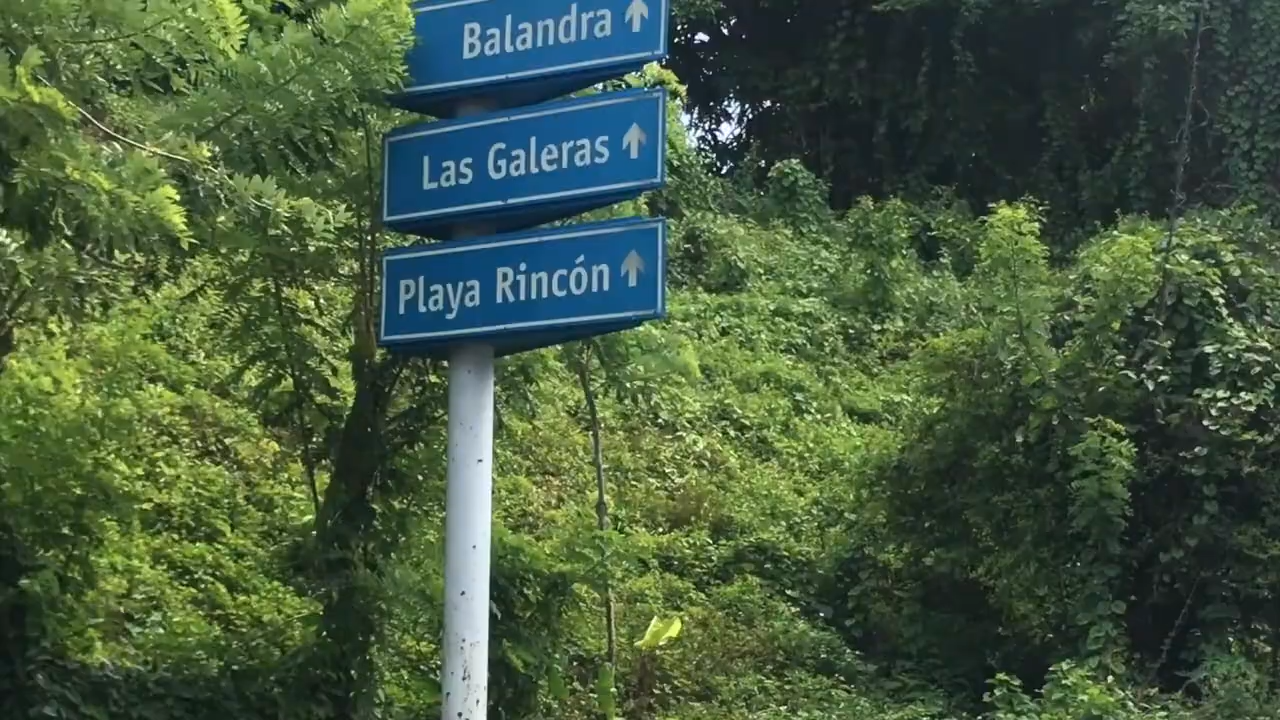 Balandra ↑
Las Galeras ↑
Playa Rincón ↑